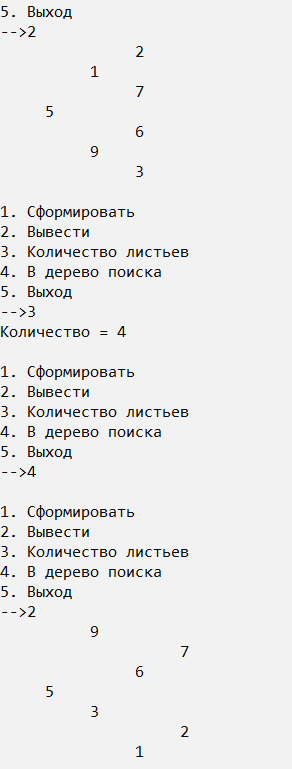 5. Выход
-->2
2
1
7
5
6
9
3
1. Сформировать
2. Вывести
3. Количество листьев
4. В дерево поиска
5. Выход
-->3
Количество = 4
1. Сформировать
2. Вывести
3. Количество листьев
4. В дерево поиска
5. Выход
-->4
1. Сформировать
2. Вывести
3. Количество листьев
4. В дерево поиска
5. Выход
-->2
9
7
6
5
3
2
1